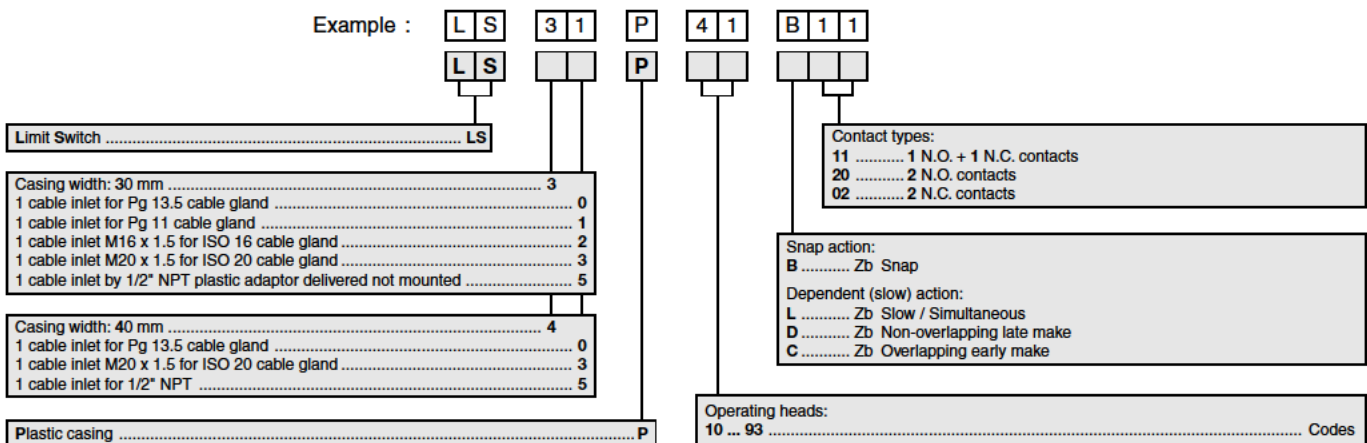 Example : L S 3 1 P 4 1 B 1 1
L S P
Limit Switch ........ LS
Casing width: 30 mm ........ 3
1 cable inlet for Pg 13.5 cable gland ........ 0
1 cable inlet for Pg 11 cable gland ........ 1
1 cable inlet M16 x 1.5 for ISO 16 cable gland ........ 2
1 cable inlet M20 x 1.5 for ISO 20 cable gland ........ 3
1 cable inlet by 1/2" NPT plastic adaptor delivered not mounted ........ 5
Casing width: 40 mm ........ 4
1 cable inlet for Pg 13.5 cable gland ........ 0
1 cable inlet M20 x 1.5 for ISO 20 cable gland ........ 3
1 cable inlet for 1/2" NPT ........ 5
Plastic casing ........ P
Contact types:
11 ........... 1 N.O. + 1 N.C. contacts
20 ........... 2 N.O. contacts
02 ........... 2 N.C. contacts
Snap action:
B ........... Zb Snap
Dependent (slow) action:
L ........... Zb Slow / Simultaneous
D ........... Zb Non-overlapping late make
C ........... Zb Overlapping early make
Operating heads:
10 ... 93 ........ Codes